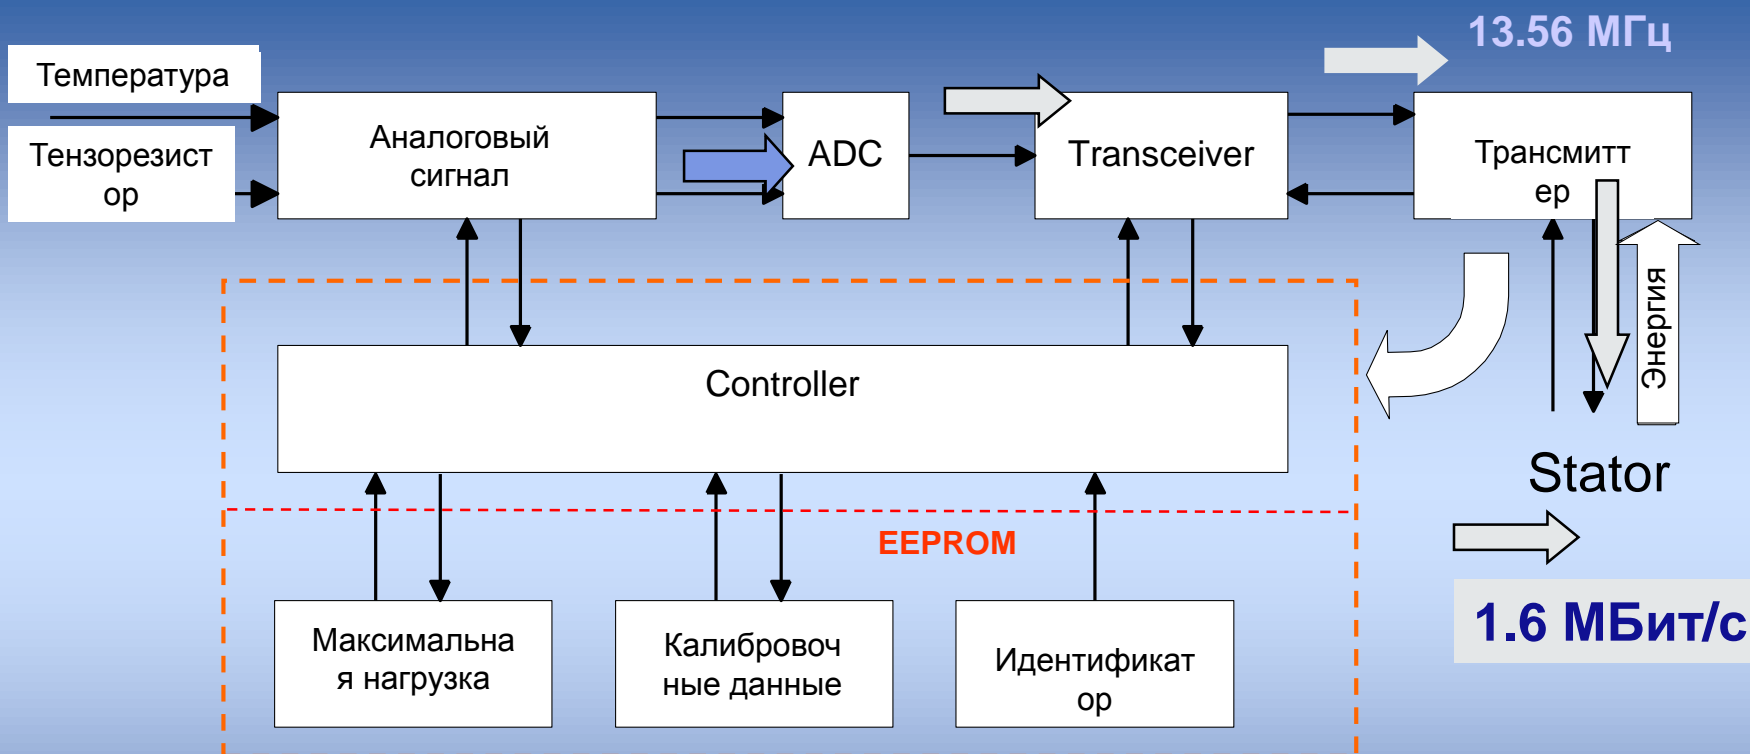 13.56 МГц
Температура
Тензорезист
ор
Аналоговый
сигнал
ADC
Transceiver
Трансмитт
ер
Энергия
Controller
Stator
EEPROM
1.6 МБит/с
Максимальна
я нагрузка
Калибровоч
ные данные
Идентификат
ор